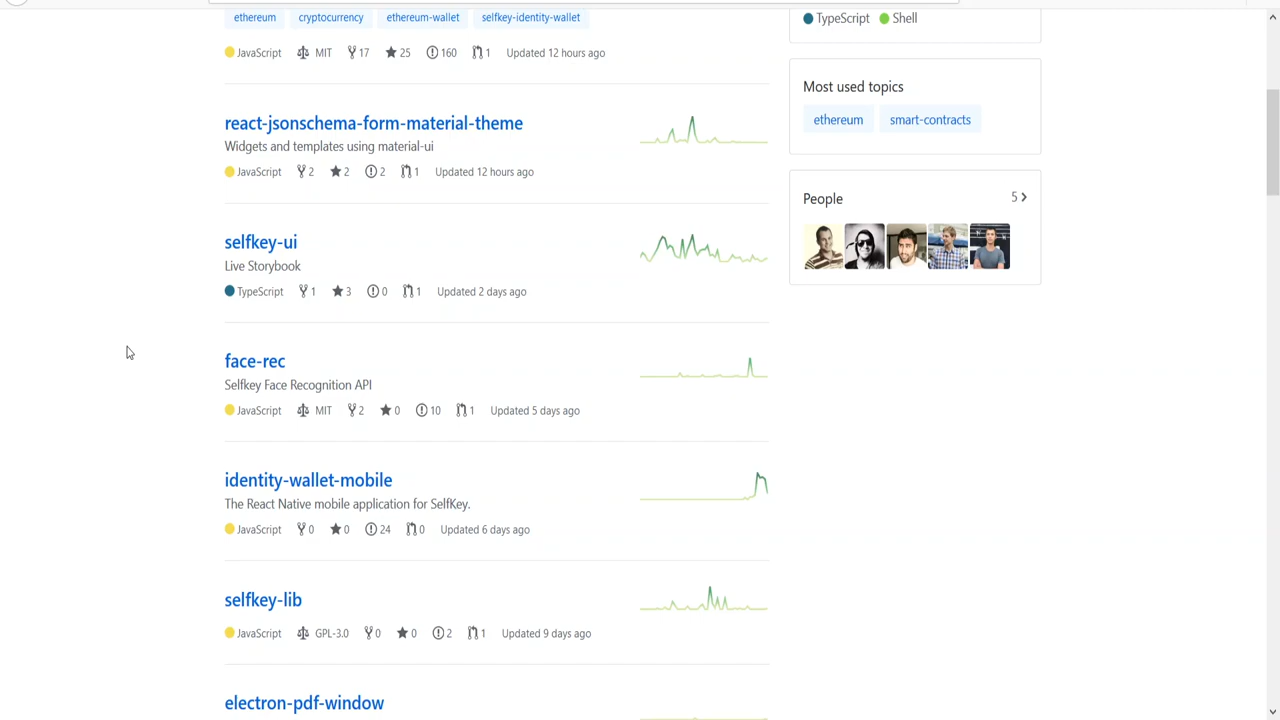 ethereum cryptocurrency ethereum-wallet selfkey-identity-wallet
JavaScript MIT 17 25 160 1 Updated 12 hours ago
react-jsonschema-form-material-theme
Widgets and templates using material-ui
JavaScript 2 2 2 1 Updated 12 hours ago
selfkey-ui
Live Storybook
TypeScript 1 3 0 1 Updated 2 days ago
face-rec
Selfkey Face Recognition API
JavaScript MIT 2 0 10 1 Updated 5 days ago
identity-wallet-mobile
The React Native mobile application for SelfKey.
JavaScript 0 0 24 0 Updated 6 days ago
selfkey-lib
JavaScript GPL-3.0 0 0 2 1 Updated 9 days ago
electron-pdf-window
TypeScript Shell
Most used topics
ethereum smart-contracts
People 5